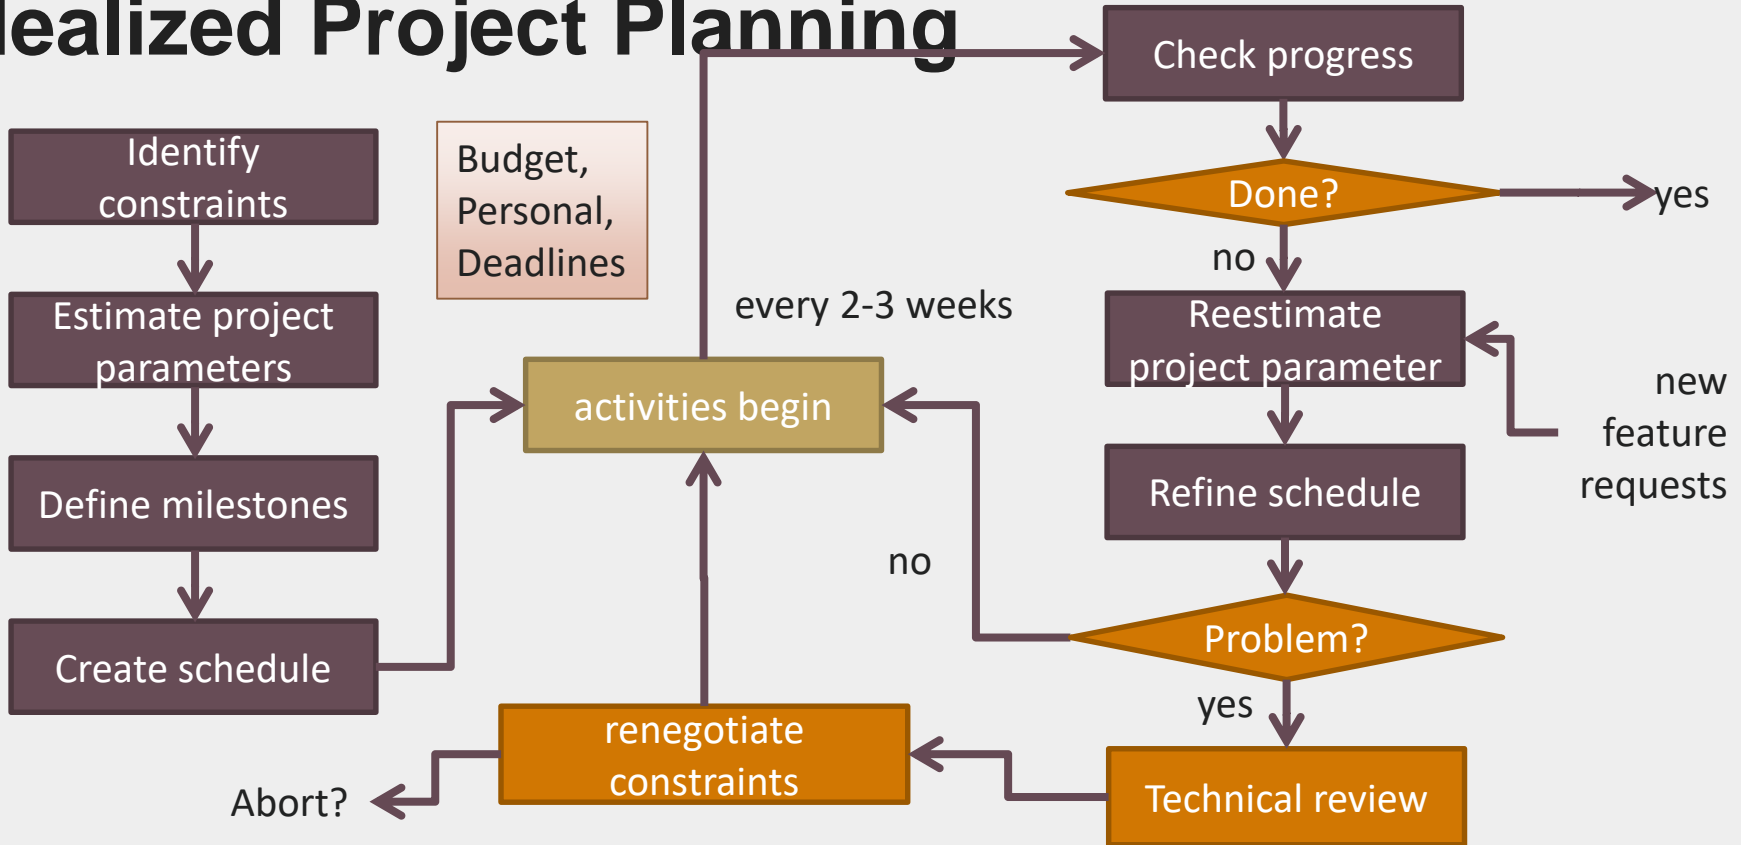 dealized Project Planning
Identify
constraints
Estimate project
parameters
Define milestones
Create schedule
Budget,
Personal,
Deadlines
every 2-3 weeks
activities begin
no
renegotiate
constraints
Abort?
Check progress
Done?
yes
no
Reestimate
project parameter
new
feature
requests
Refine schedule
Problem?
yes
Technical review